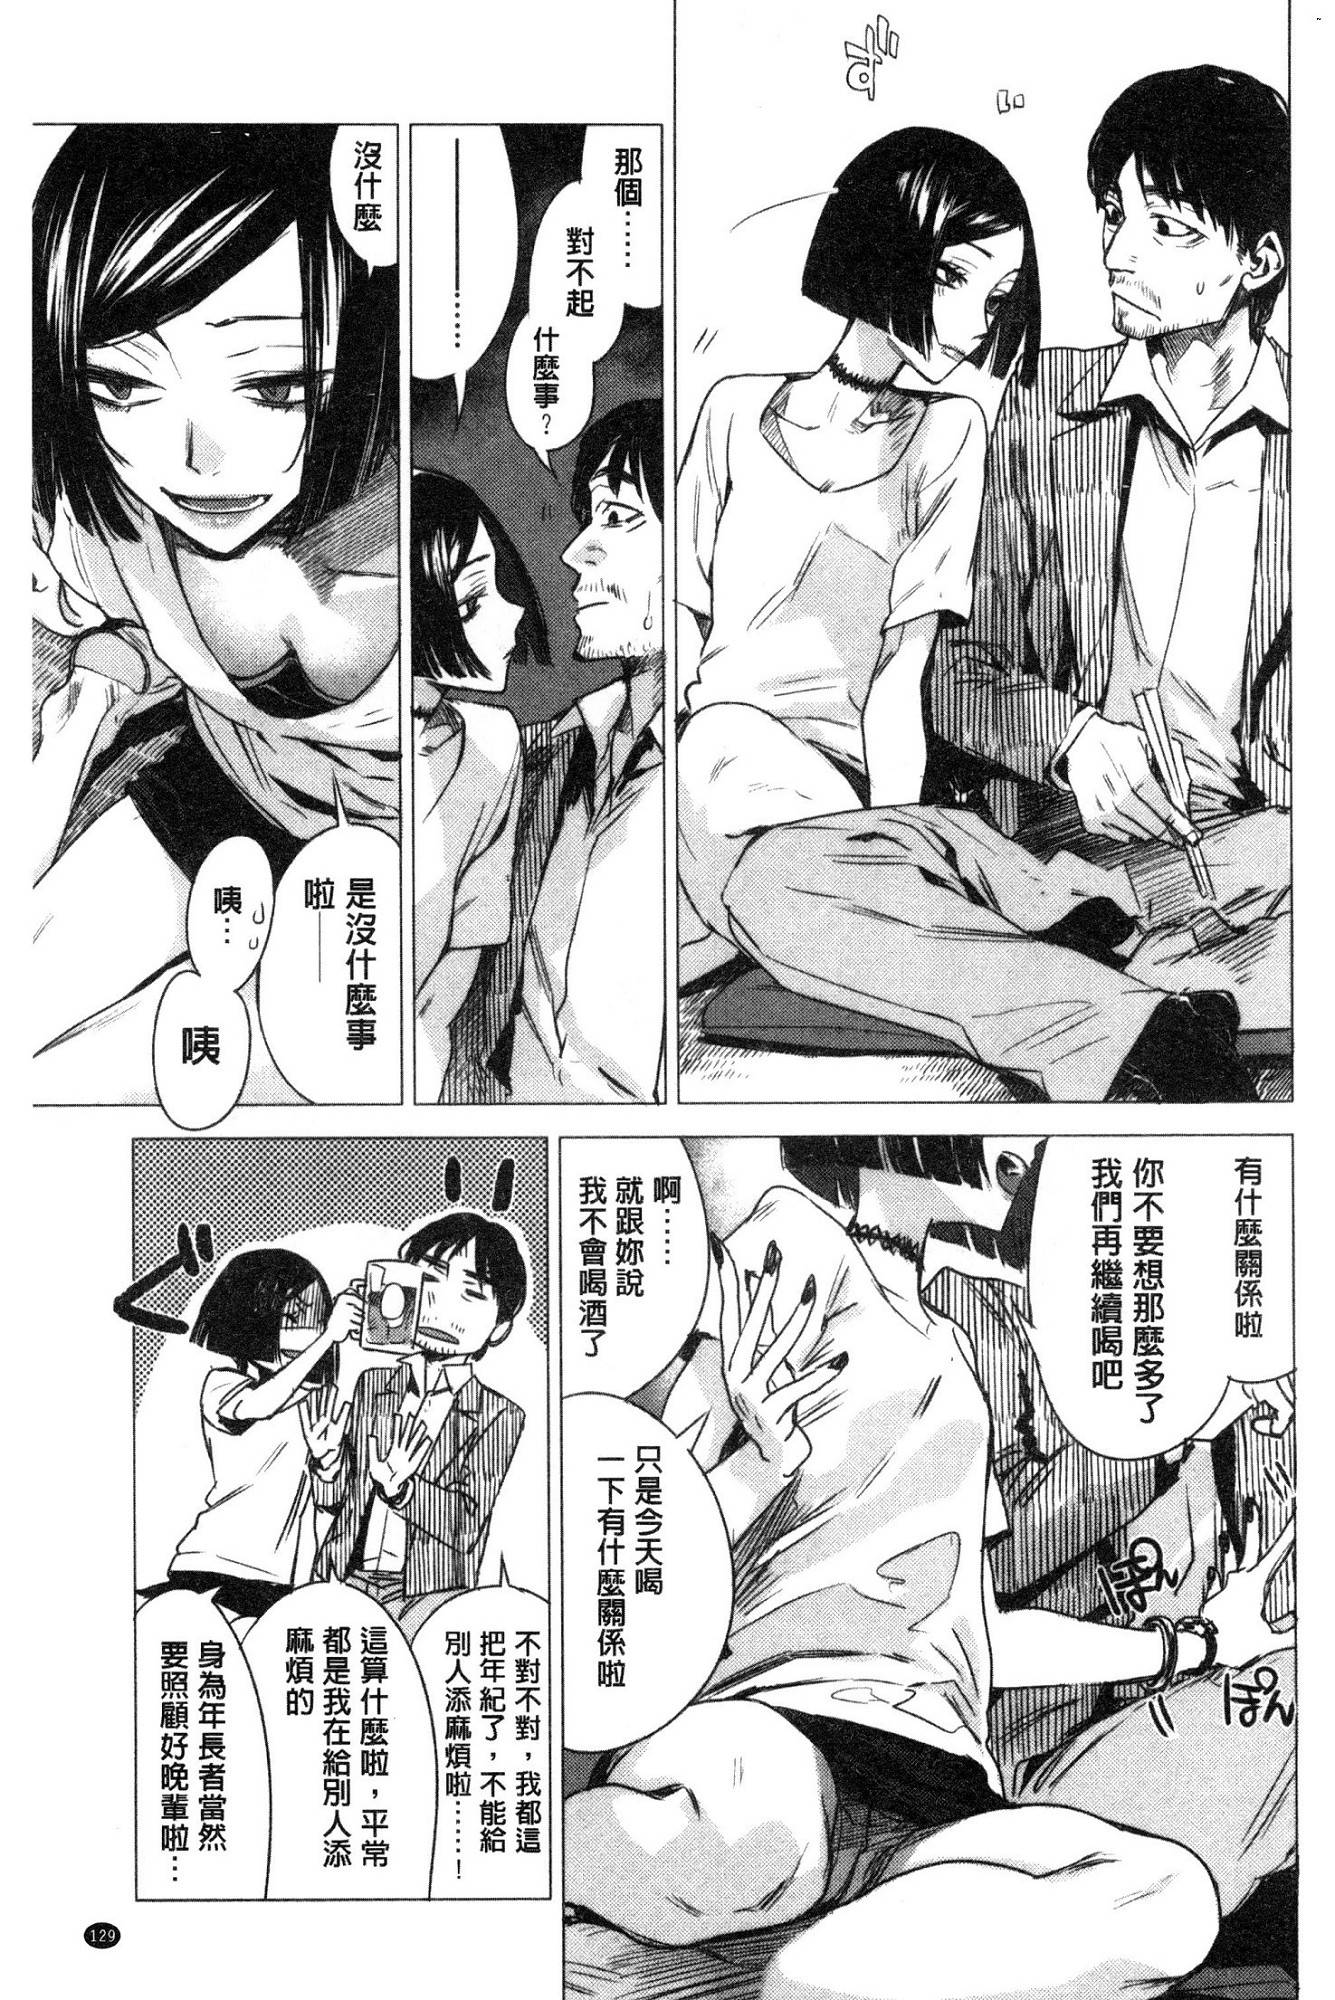 ずい
那個……
對不起
什麼事？
————………
沒什麼
是沒什麼事
啦——
咦…
咦
有什麼關係啦
你不要想那麼多了
我們再繼續喝吧
ぽん
ぽん
啊……
就跟妳說
我不會喝酒了
只是今天喝
一下有什麼關係啦
不對不對，我都這
把年紀了，不能給
別人添麻煩啦……！
這算什麼啦，平常
都是我在給別人添
麻煩的
身為年長者當然
要照顧好晚輩啦…
129